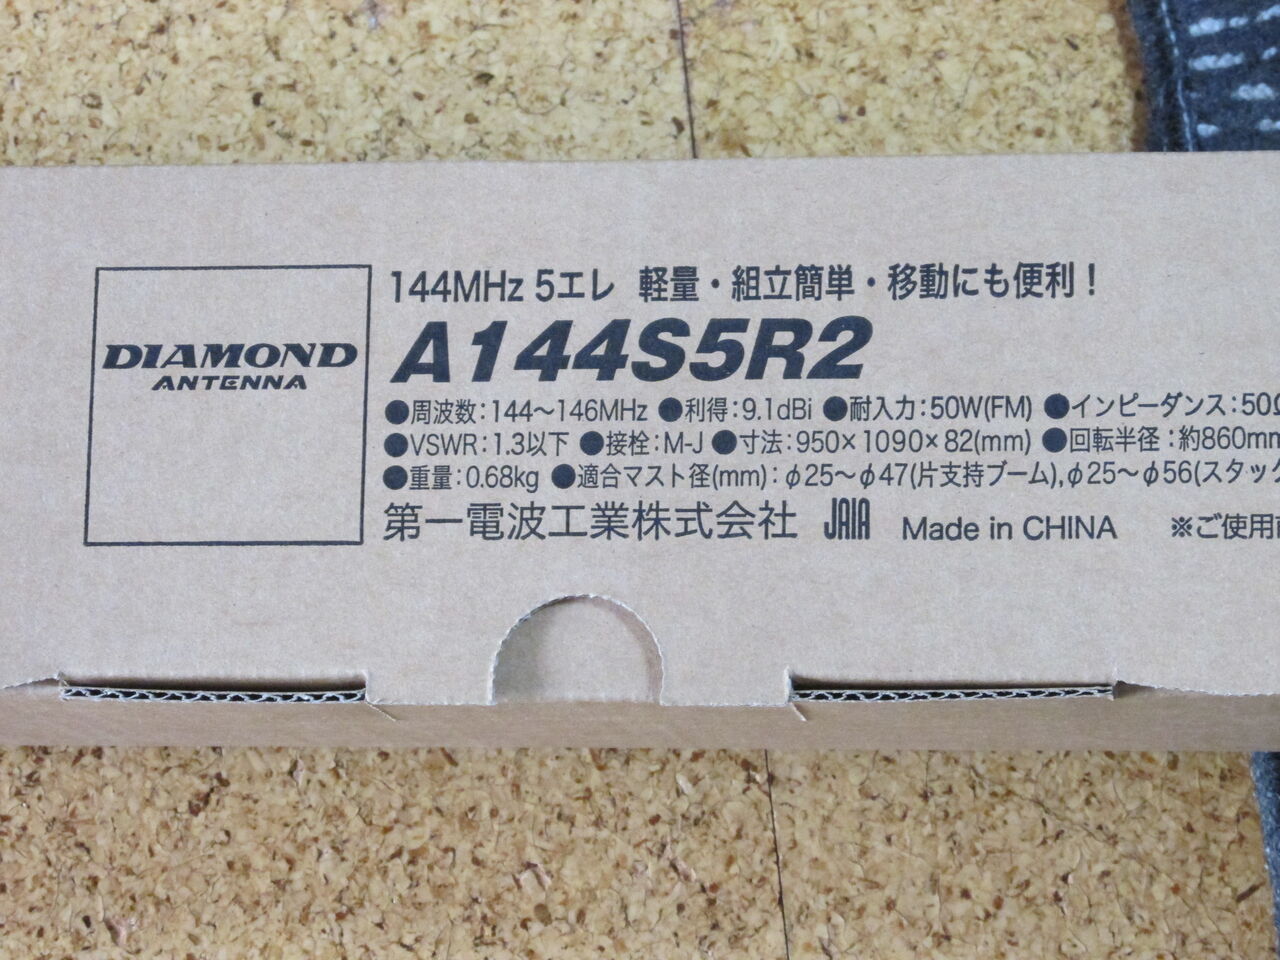 DIAMOND
ANTENNA
144MHz 5エレ 軽量・組立簡単・移動にも便利！
A144S5R2
●周波数：144～146MHz ●利得：9.1dBi ●耐入力：50W(FM) ●インピーダンス：50Ω
●VSWR：1.3以下 ●接栓：M-J ●寸法：950×1090×82(mm) ●回転半径：約860mm
●重量：0.68kg ●適合マスト径(mm)：φ25～φ47(片支持ブーム),φ25～φ56(スタック
第一電波工業株式会社 JAIA Made in CHINA ※ご使用